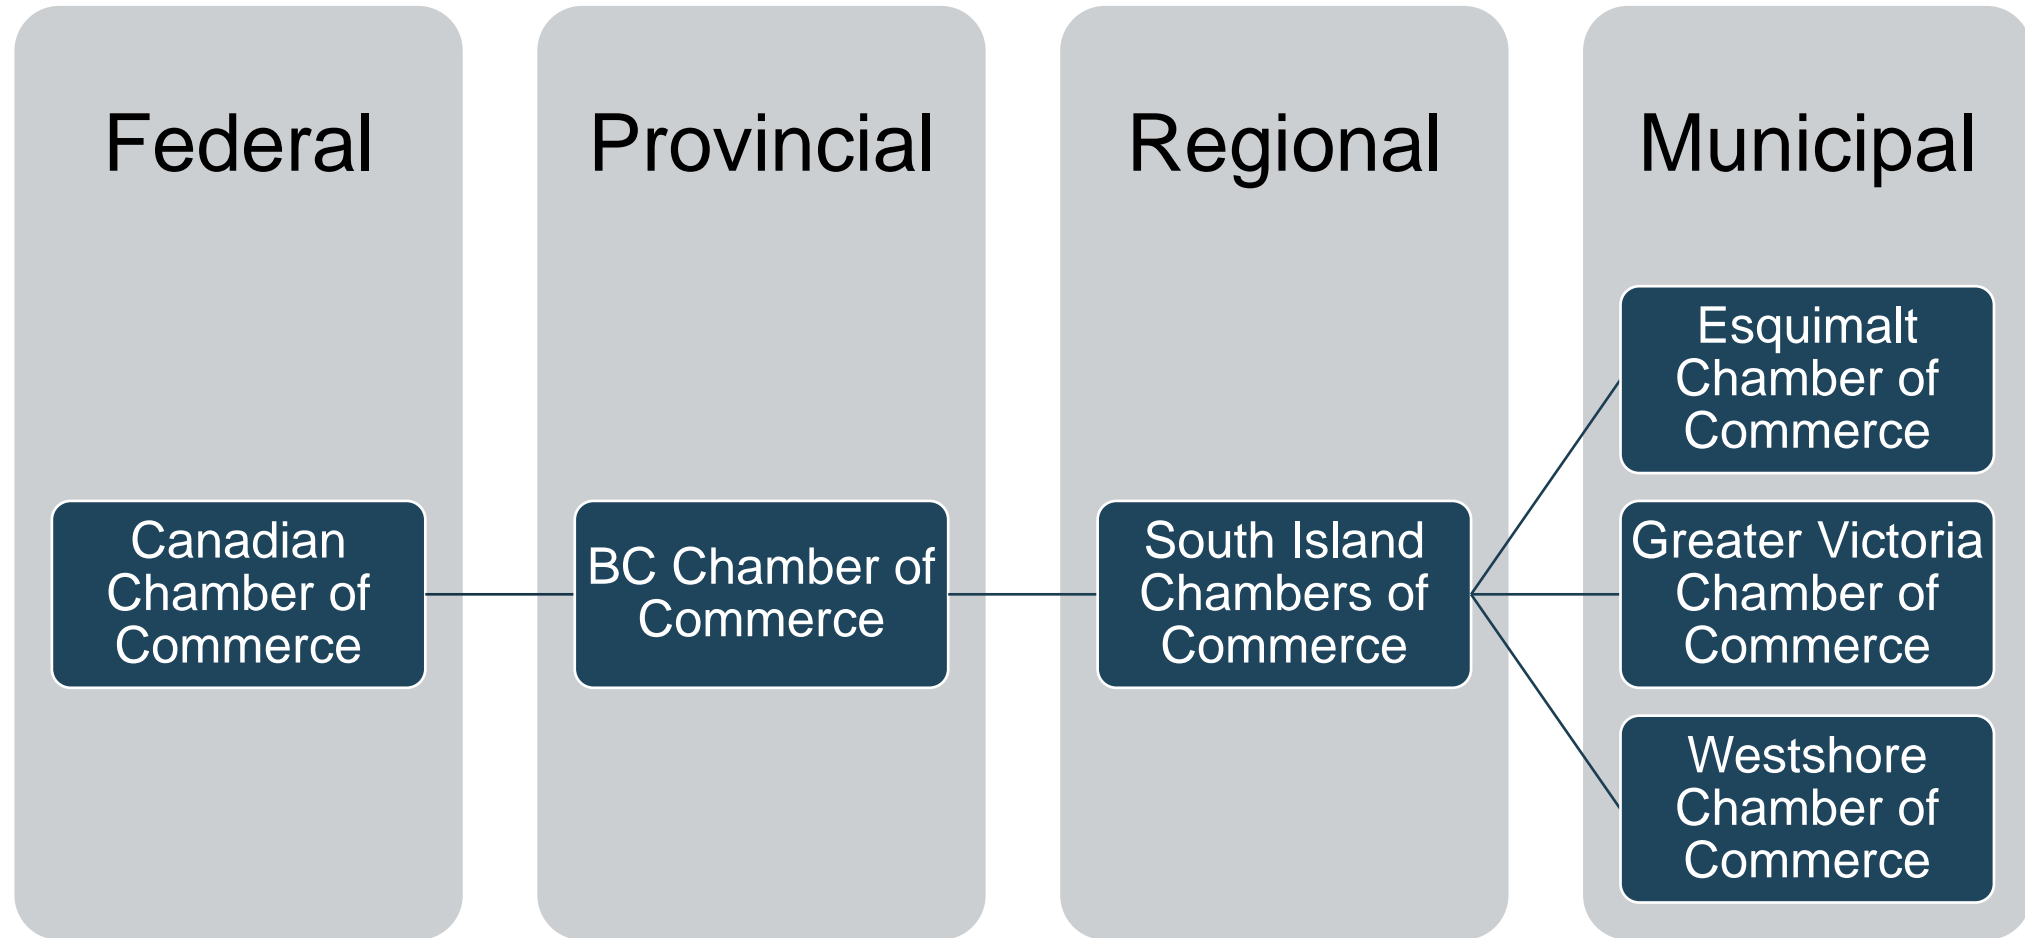 Federal
Provincial
Regional
Municipal
Canadian
Chamber of
Commerce
BC Chamber of
Commerce
South Island
Chambers of
Commerce
Esquimalt
Chamber of
Commerce
Greater Victoria
Chamber of
Commerce
Westshore
Chamber of
Commerce